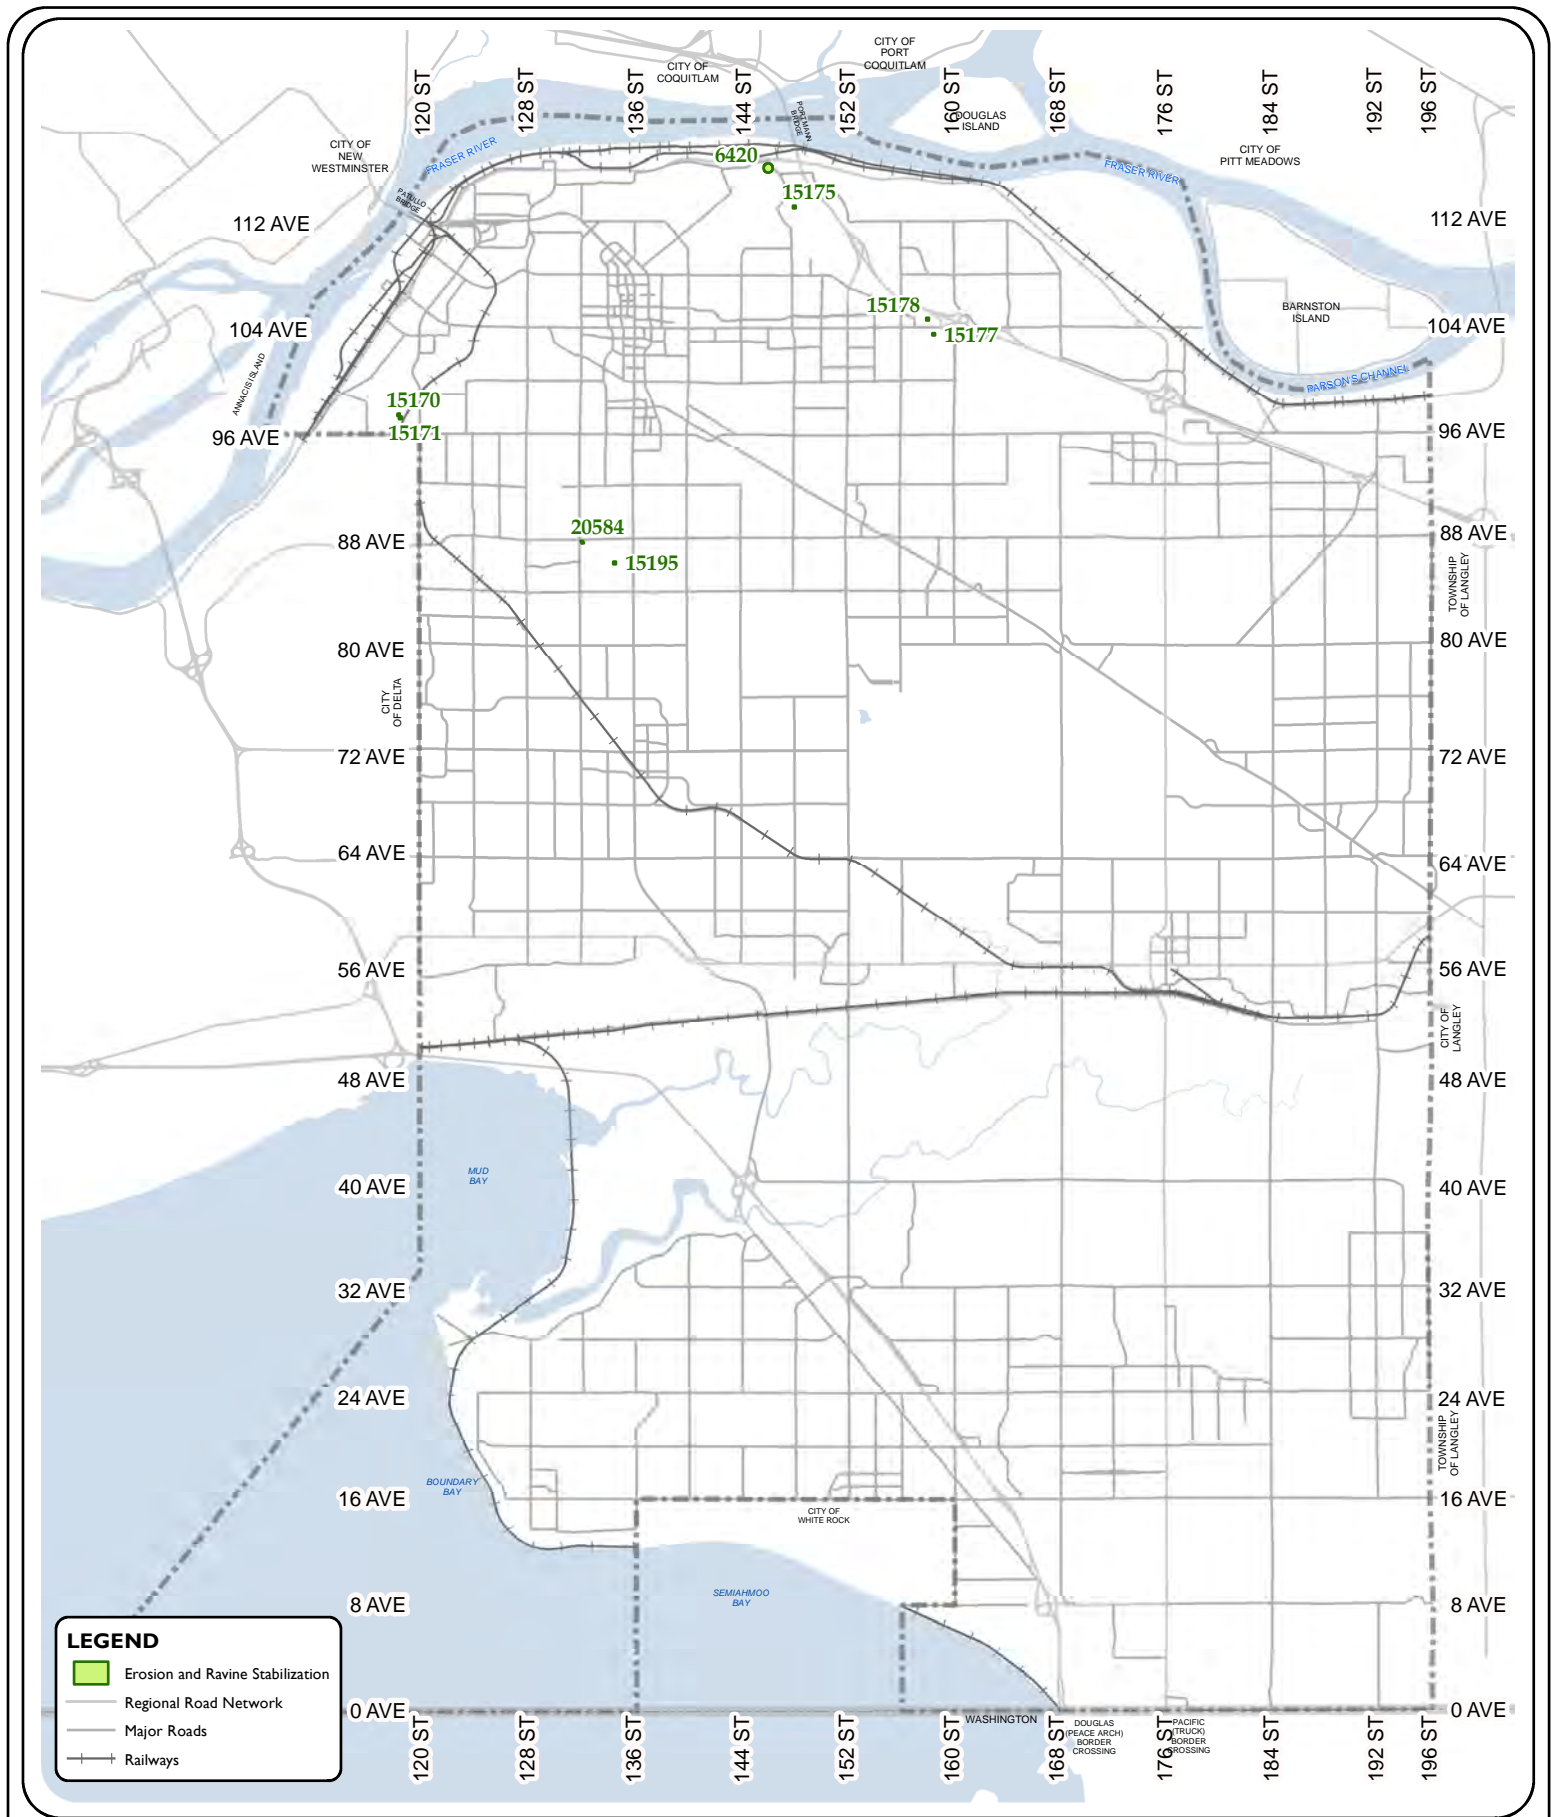 CITY OF
COQUITLAM
CITY OF
PORT
COQUITLAM
120 ST
128 ST
136 ST
144 ST
152 ST
160 ST
168 ST
176 ST
184 ST
192 ST
196 ST
PORT MANN
BRIDGE
DOUGLAS
ISLAND
CITY OF
NEW
WESTMINSTER
FRASER RIVER
6420
FRASER RIVER
CITY OF
PITT MEADOWS
PATULLO
BRIDGE
15175
112 AVE
112 AVE
15178
BARNSTON
ISLAND
104 AVE
15177
104 AVE
ANNACIS ISLAND
PARSON'S CHANNEL
15170
15171
96 AVE
96 AVE
20584
88 AVE
88 AVE
15195
TOWNSHIP
OF LANGLEY
80 AVE
80 AVE
CITY
OF DELTA
72 AVE
72 AVE
64 AVE
64 AVE
56 AVE
56 AVE
CITY OF
LANGLEY
48 AVE
48 AVE
MUD
BAY
40 AVE
40 AVE
32 AVE
32 AVE
24 AVE
24 AVE
TOWNSHIP
OF LANGLEY
BOUNDARY
BAY
16 AVE
16 AVE
CITY OF
WHITE ROCK
SEMIAHMOO
BAY
8 AVE
8 AVE
LEGEND
Erosion and Ravine Stabilization
Regional Road Network
Major Roads
Railways
0 AVE
0 AVE
WASHINGTON
DOUGLAS
(PEACE ARCH)
BORDER
CROSSING
PACIFIC
(TRUCK)
BORDER
CROSSING
120 ST
128 ST
136 ST
144 ST
152 ST
160 ST
168 ST
176 ST
184 ST
192 ST
196 ST